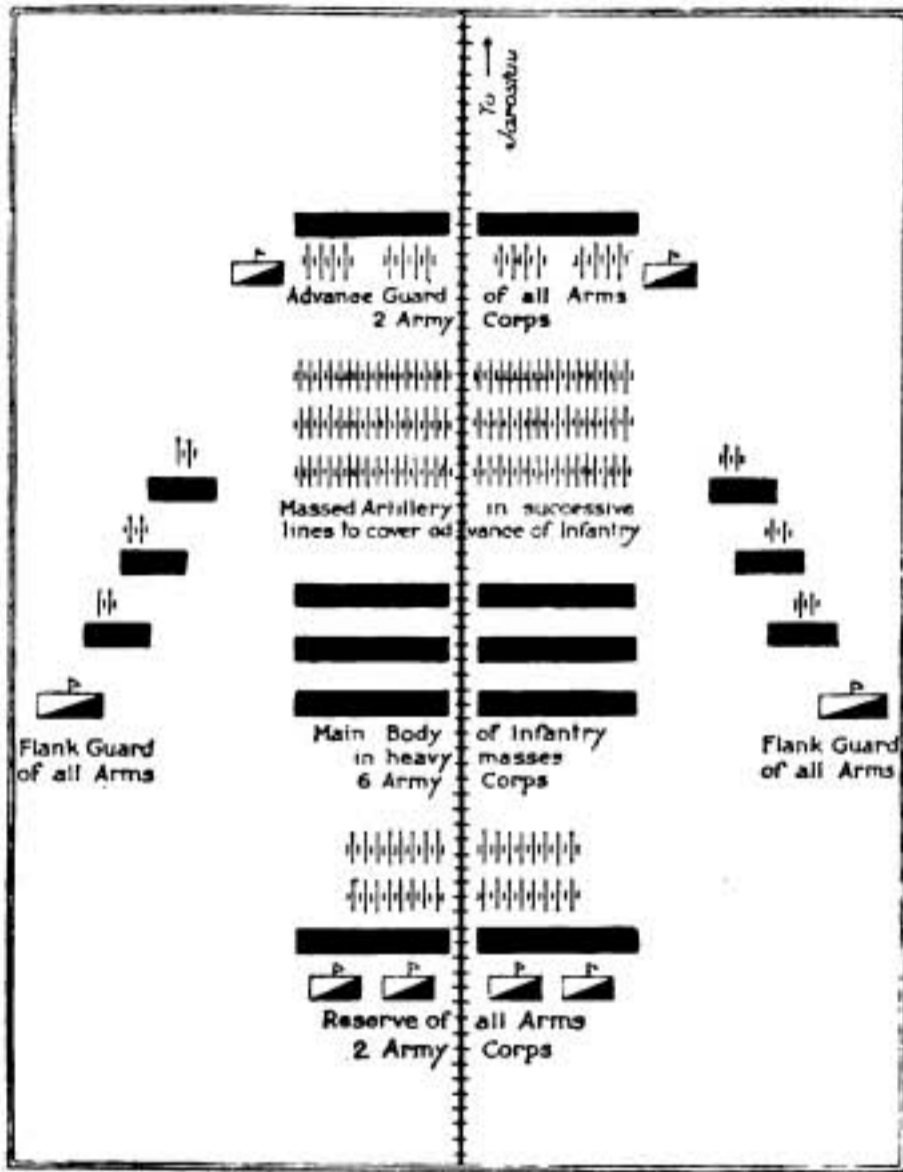 To
Advance Guard of all Arms
2 Army Corps
Massed Artillery in successive
lines to cover advance of Infantry
Flank Guard
of all Arms
Main Body of Infantry
in heavy masses
6 Army Corps
Flank Guard
of all Arms
Reserve of all Arms
2 Army Corps